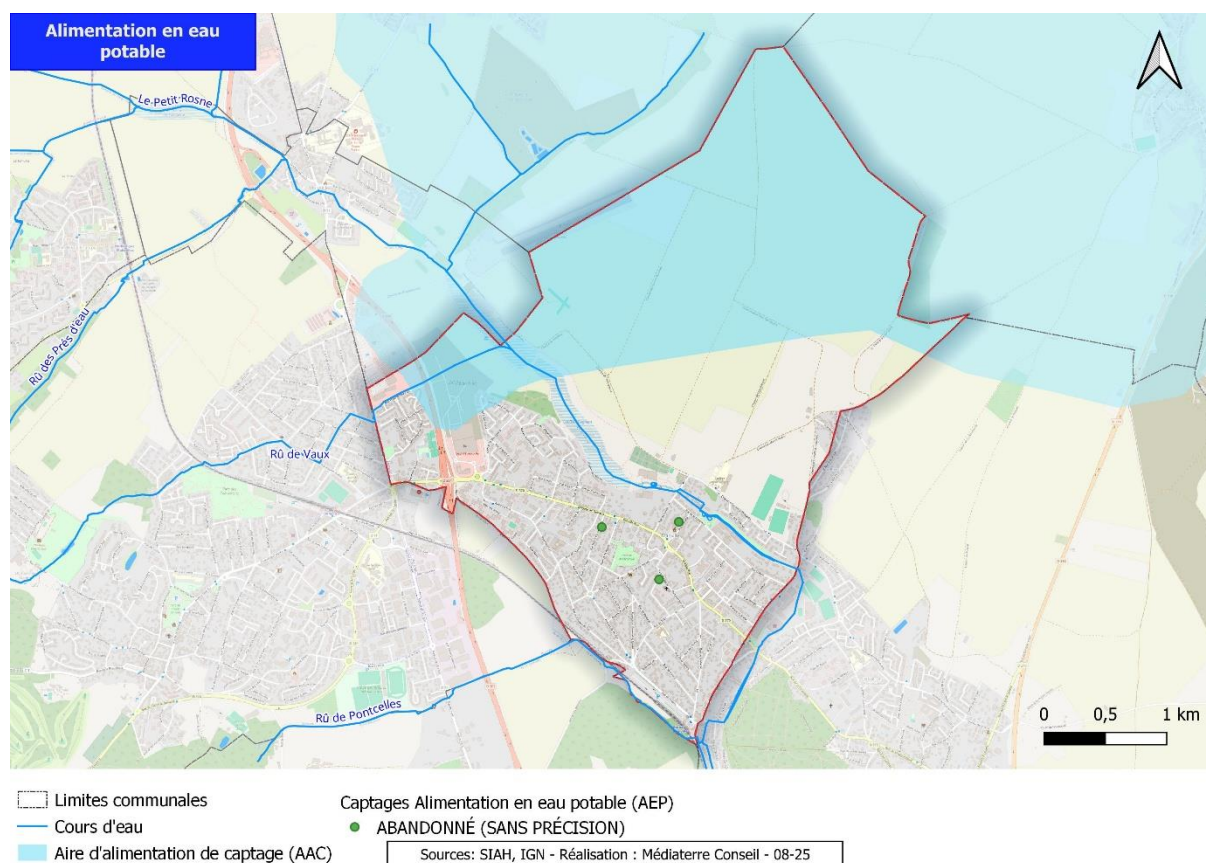 Alimentation en eau
potable
Le Petit Rosne
Rû des Prés d'eau
Rû de Vaux
Rû de Pontcelles
0 0,5 1 km
Limites communales
Cours d'eau
Aire d'alimentation de captage (AAC)
Captages Alimentation en eau potable (AEP)
ABANDONNÉ (SANS PRÉCISION)
Sources: SIAH, IGN - Réalisation : Médiaterre Conseil - 08-25